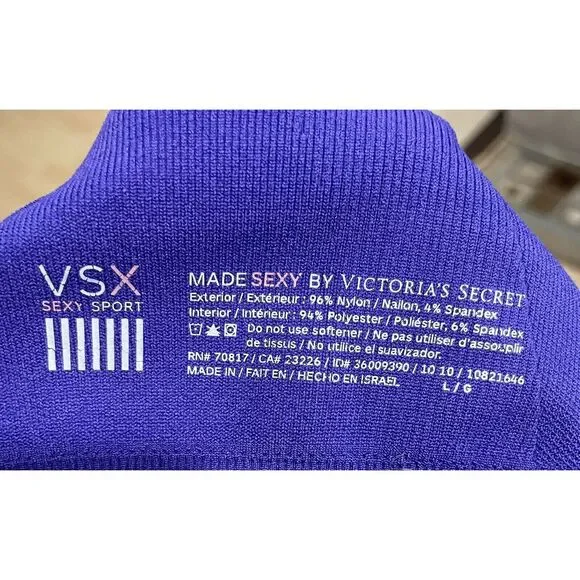 VSX
SEXY SPORT
MADE SEXY BY VICTORIA'S SECRET
Exterior / Extérieur : 96% Nylon / Nailon, 4% Spandex
Interior / Intérieur : 94% Polyester / Poliéster, 6% Spandex
Do not use softener / Ne pas utiliser d'assouplir
de tissus / No utilice el suavizador.
RN# 70817 / CA# 23226 / ID# 36009390 / 10 10 / 10821646
MADE IN / FAIT EN / HECHO EN ISRAEL
L / G